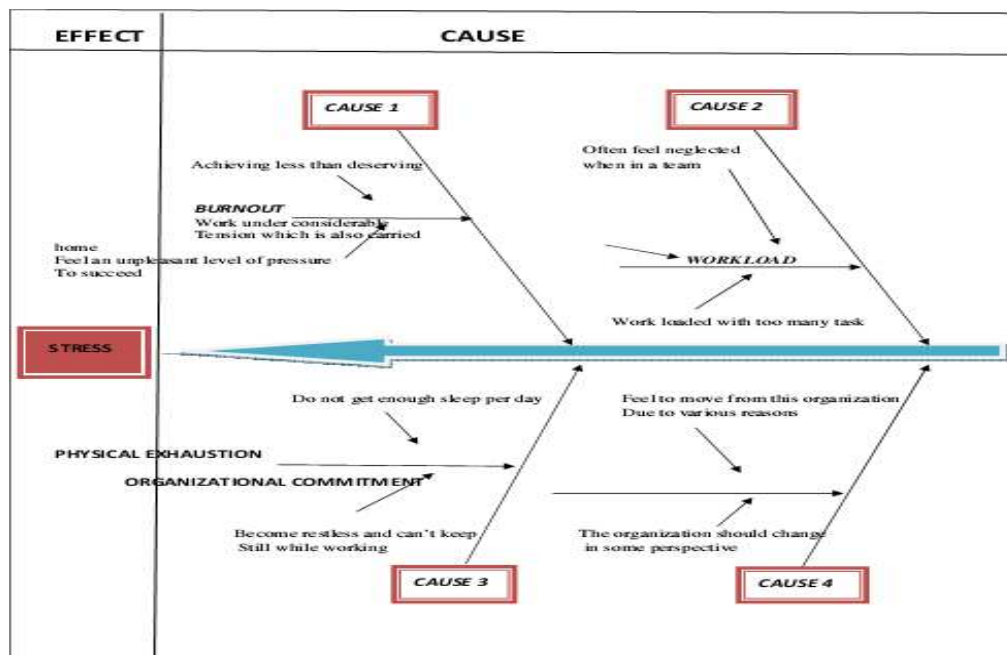 EFFECT
CAUSE
CAUSE 1
CAUSE 2
Achieving less than deserving
Often feel neglected
when in a team
BURNOUT
Work under considerable
Tension which is also carried
home
Feel an unpleasant level of pressure
To succeed
WORKLOAD
Work loaded with too many task
STRESS
Do not get enough sleep per day
Feel to move from this organization
Due to various reasons
PHYSICAL EXHAUSTION
ORGANIZATIONAL COMMITMENT
Become restless and can't keep
Still while working
The organization should change
in some perspective
CAUSE 3
CAUSE 4